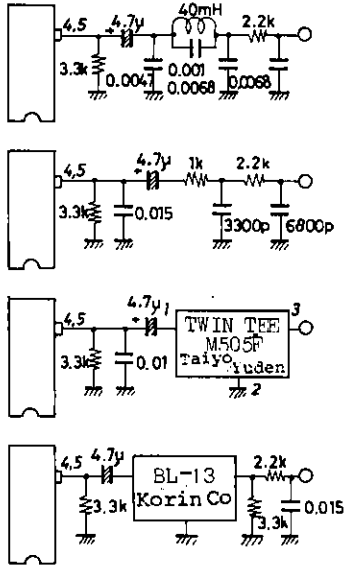 40mH
4.7μ
2.2k
4,5
3.3k
0.0047
0.001
0.0068
0.0068
4.7μ
1k
2.2k
4,5
3.3k
0.015
3300p
6800p
4.7μ
1
TWIN TEE
M505F
Taiyo Yuden
3
4,5
3.3k
0.01
2
4.7μ
BL-13
Korin Co
2.2k
4,5
3.3k
3.3k
0.015